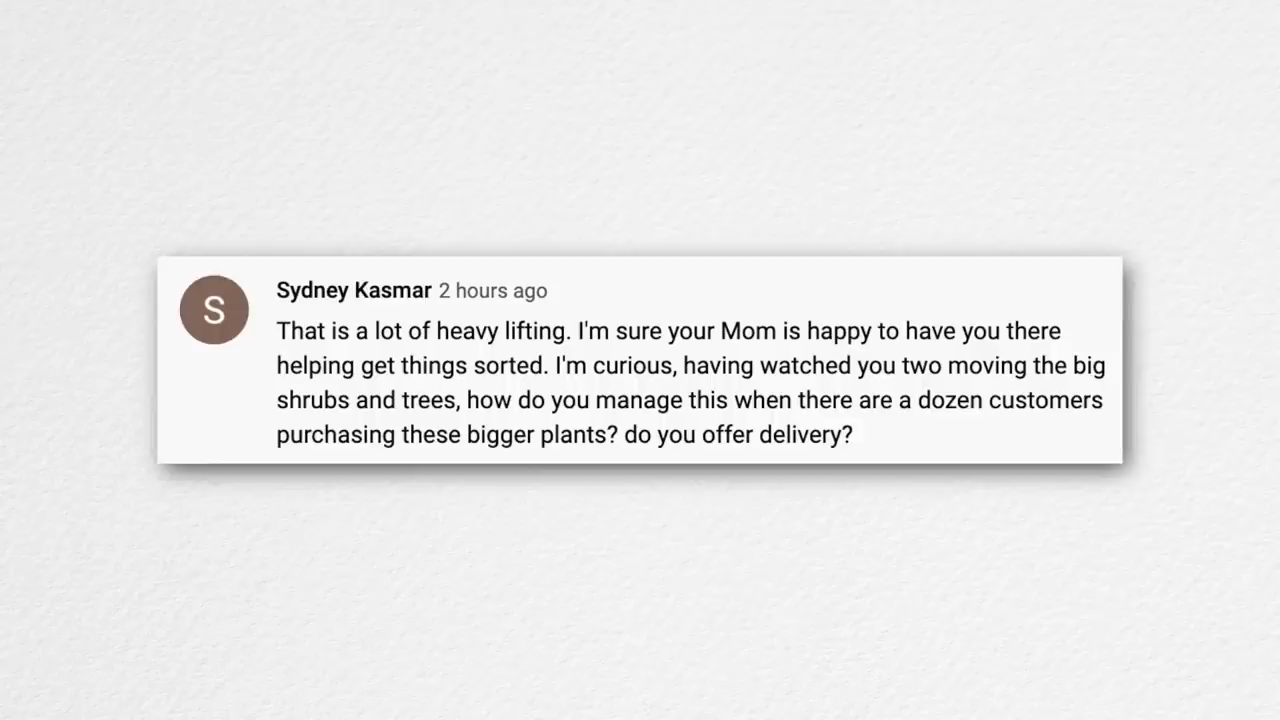 S
Sydney Kasmar 2 hours ago
That is a lot of heavy lifting. I'm sure your Mom is happy to have you there
helping get things sorted. I'm curious, having watched you two moving the big
shrubs and trees, how do you manage this when there are a dozen customers
purchasing these bigger plants? do you offer delivery?